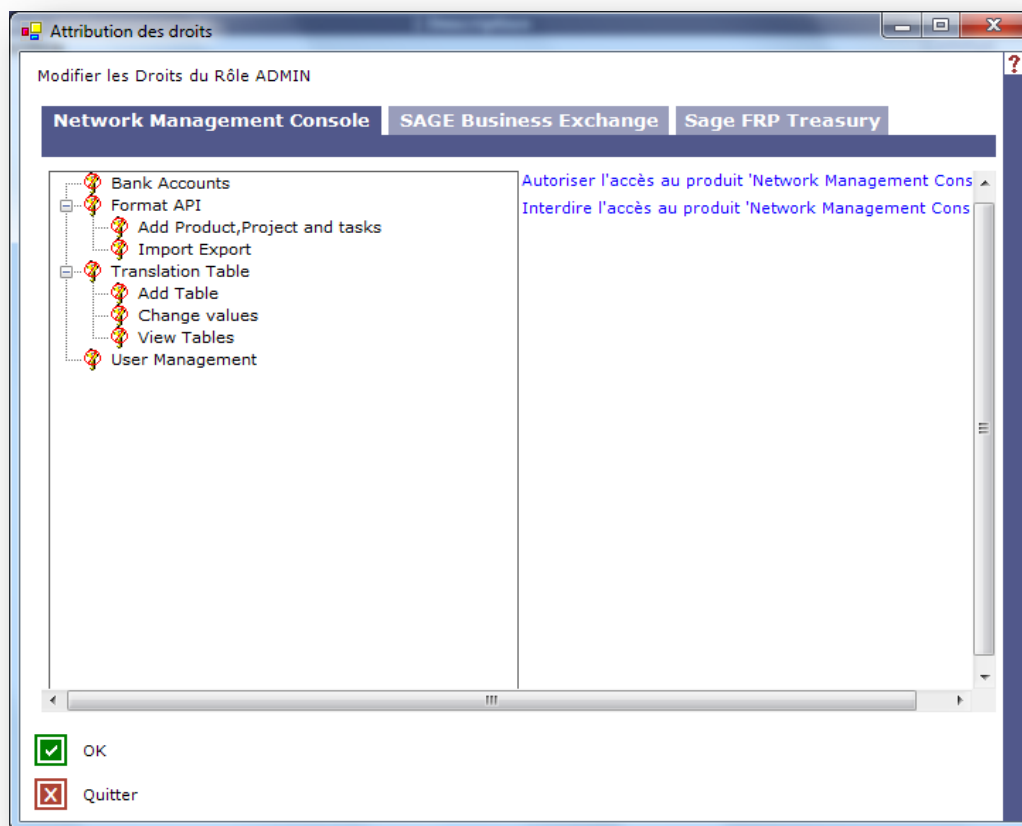 Description
Attribution des droits
?
Modifier les Droits du Rôle ADMIN
Network Management Console SAGE Business Exchange Sage FRP Treasury
Bank Accounts
Format API
Add Product,Project and tasks
Import Export
Translation Table
Add Table
Change values
View Tables
User Management
Autoriser l'accès au produit 'Network Management Cons
Interdire l'accès au produit 'Network Management Cons
OK
Quitter